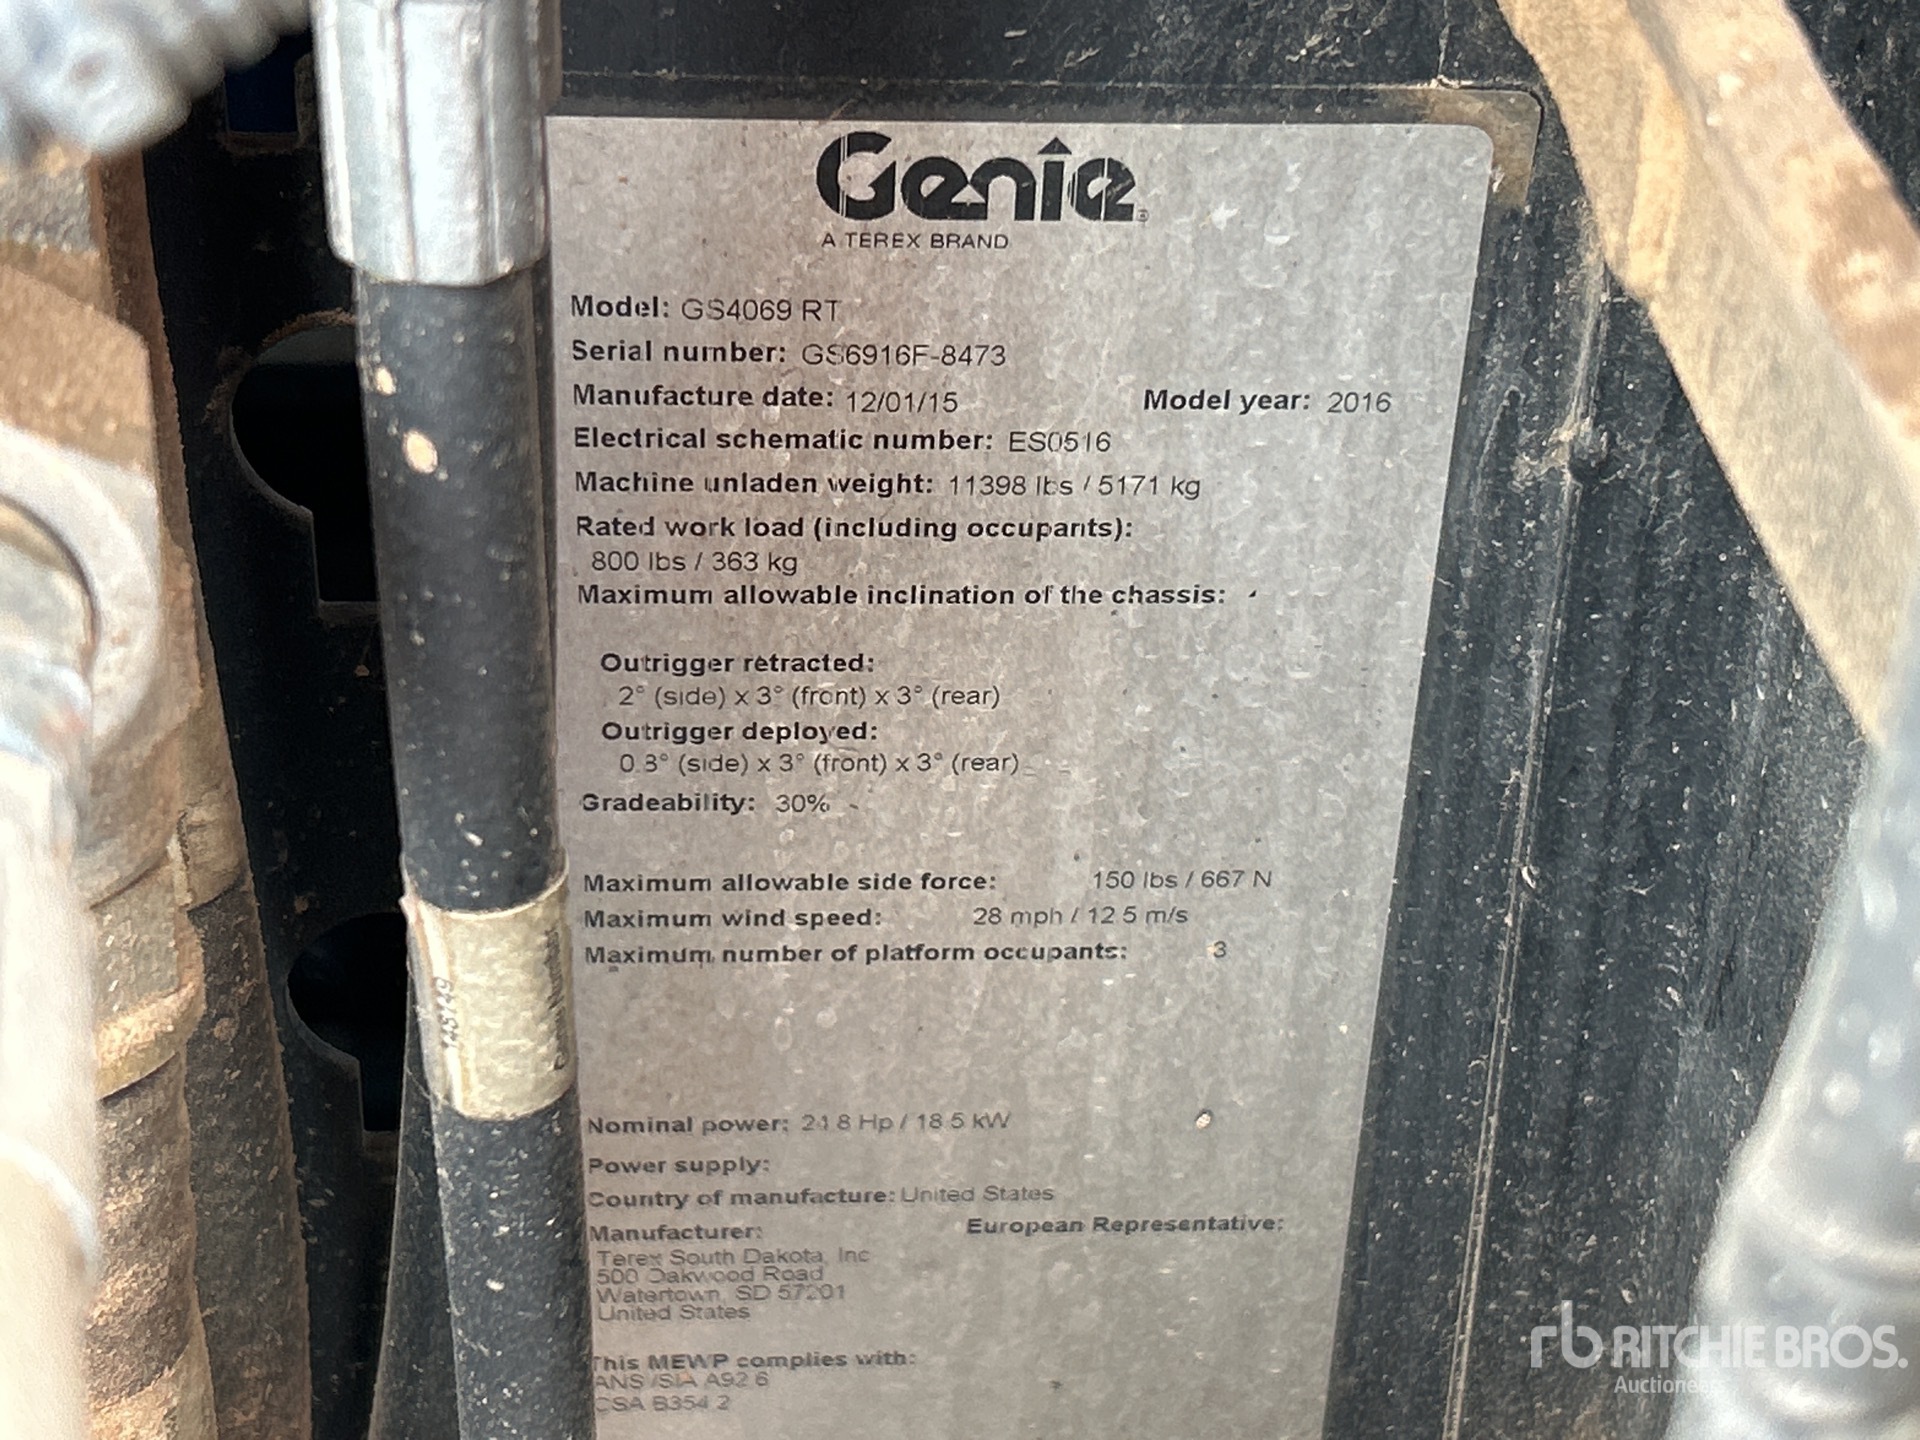 Genie®
A TEREX BRAND
Model: GS4069 RT
Serial number: GS6916F-8473
Manufacture date: 12/01/15 Model year: 2016
Electrical schematic number: ES0516
Machine unladen weight: 11398 lbs / 5171 kg
Rated work load (including occupants):
800 lbs / 363 kg
Maximum allowable inclination of the chassis:
Outrigger retracted:
2° (side) x 3° (front) x 3° (rear)
Outrigger deployed:
0.3° (side) x 3° (front) x 3° (rear)
Gradeability: 30%
Maximum allowable side force: 150 lbs / 667 N
Maximum wind speed: 28 mph / 12.5 m/s
Maximum number of platform occupants: 3
Nominal power: 24.8 Hp / 18.5 kW
Power supply:
Country of manufacture: United States
Manufacturer: European Representative:
Terex South Dakota, Inc
500 Oakwood Road
Watertown, SD 57201
United States
This MEWP complies with:
ANSI/SIA A92.6
CSA B354.2
148749
rb RITCHIE BROS.
Auctioneers